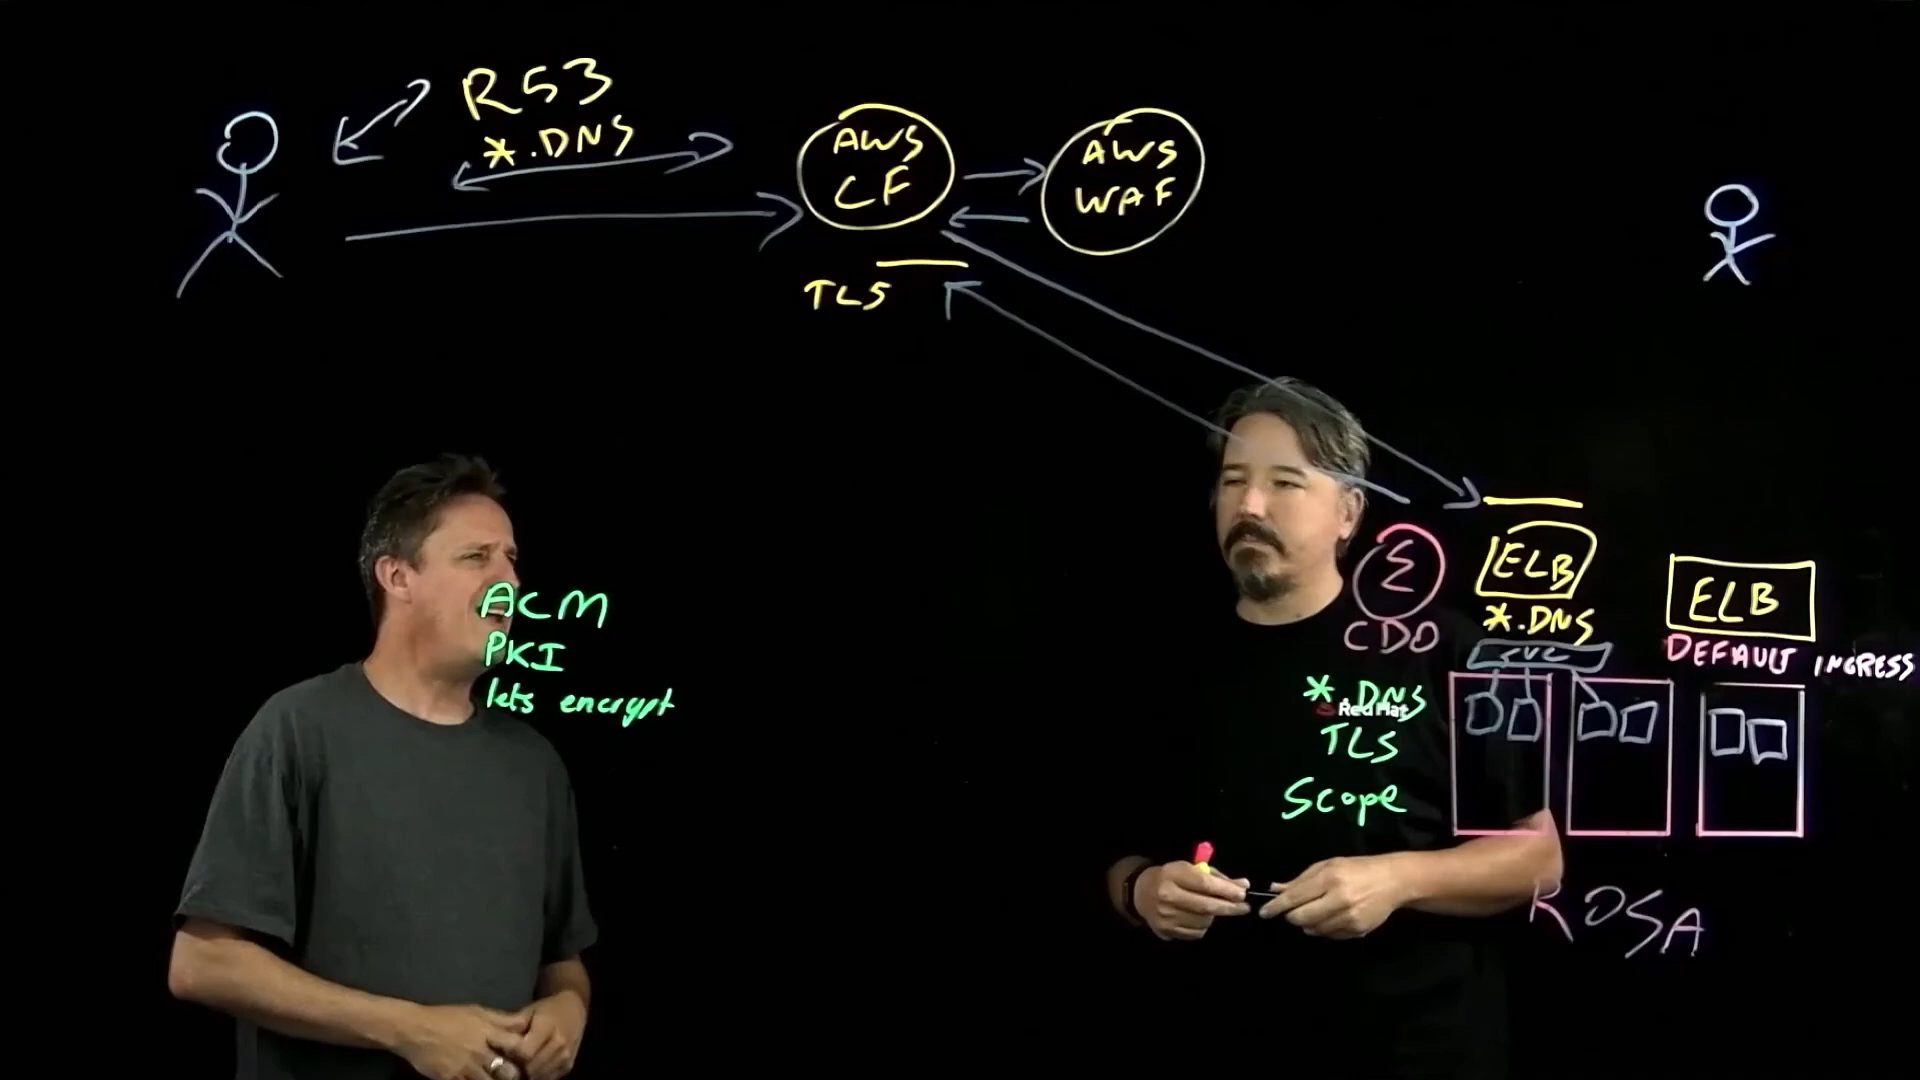 R53
*.DNS
AWS
CF
AWS
WAF
TLS
ACM
PKI
lets encrypt
Σ
CDO
ELB
*.DNS
SVC
ELB
DEFAULT INGRESS
*.DNS
Red Hat
TLS
Scope
ROSA